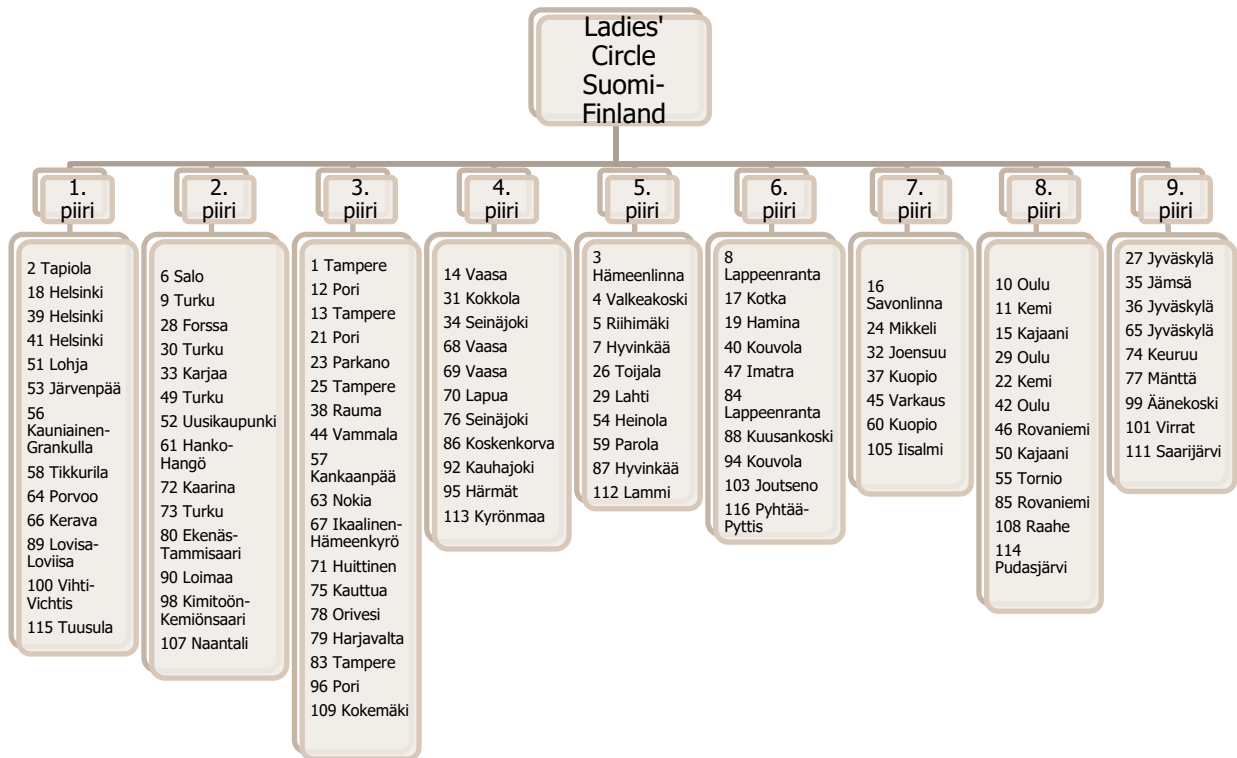 Ladies'
Circle
Suomi-
Finland
1.
piiri
2 Tapiola
18 Helsinki
39 Helsinki
41 Helsinki
51 Lohja
53 Järvenpää
56
Kauniainen-
Grankulla
58 Tikkurila
64 Porvoo
66 Kerava
89 Lovisa-
Loviisa
100 Vihti-
Vichtis
115 Tuusula
2.
piiri
6 Salo
9 Turku
28 Forssa
30 Turku
33 Karjaa
49 Turku
52 Uusikaupunki
61 Hanko-
Hangö
72 Kaarina
73 Turku
80 Ekenäs-
Tammisaari
90 Loimaa
98 Kimitoön-
Kemiönsaari
107 Naantali
3.
piiri
1 Tampere
12 Pori
13 Tampere
21 Pori
23 Parkano
25 Tampere
38 Rauma
44 Vammala
57
Kankaanpää
63 Nokia
67 Ikaalinen-
Hämeenkyrö
71 Huittinen
75 Kauttua
78 Orivesi
79 Harjavalta
83 Tampere
96 Pori
109 Kokemäki
4.
piiri
14 Vaasa
31 Kokkola
34 Seinäjoki
68 Vaasa
69 Vaasa
70 Lapua
76 Seinäjoki
86 Koskenkorva
92 Kauhajoki
95 Härmät
113 Kyrönmaa
5.
piiri
3
Hämeenlinna
4 Valkeakoski
5 Riihimäki
7 Hyvinkää
26 Toijala
29 Lahti
54 Heinola
59 Parola
87 Hyvinkää
112 Lammi
6.
piiri
8
Lappeenranta
17 Kotka
19 Hamina
40 Kouvola
47 Imatra
84
Lappeenranta
88 Kuusankoski
94 Kouvola
103 Joutseno
116 Pyhtää-
Pyttis
7.
piiri
16
Savonlinna
24 Mikkeli
32 Joensuu
37 Kuopio
45 Varkaus
60 Kuopio
105 Iisalmi
8.
piiri
10 Oulu
11 Kemi
15 Kajaani
29 Oulu
22 Kemi
42 Oulu
46 Rovaniemi
50 Kajaani
55 Tornio
85 Rovaniemi
108 Raahe
114
Pudasjärvi
9.
piiri
27 Jyväskylä
35 Jämsä
36 Jyväskylä
65 Jyväskylä
74 Keuruu
77 Mänttä
99 Äänekoski
101 Virrat
111 Saarijärvi